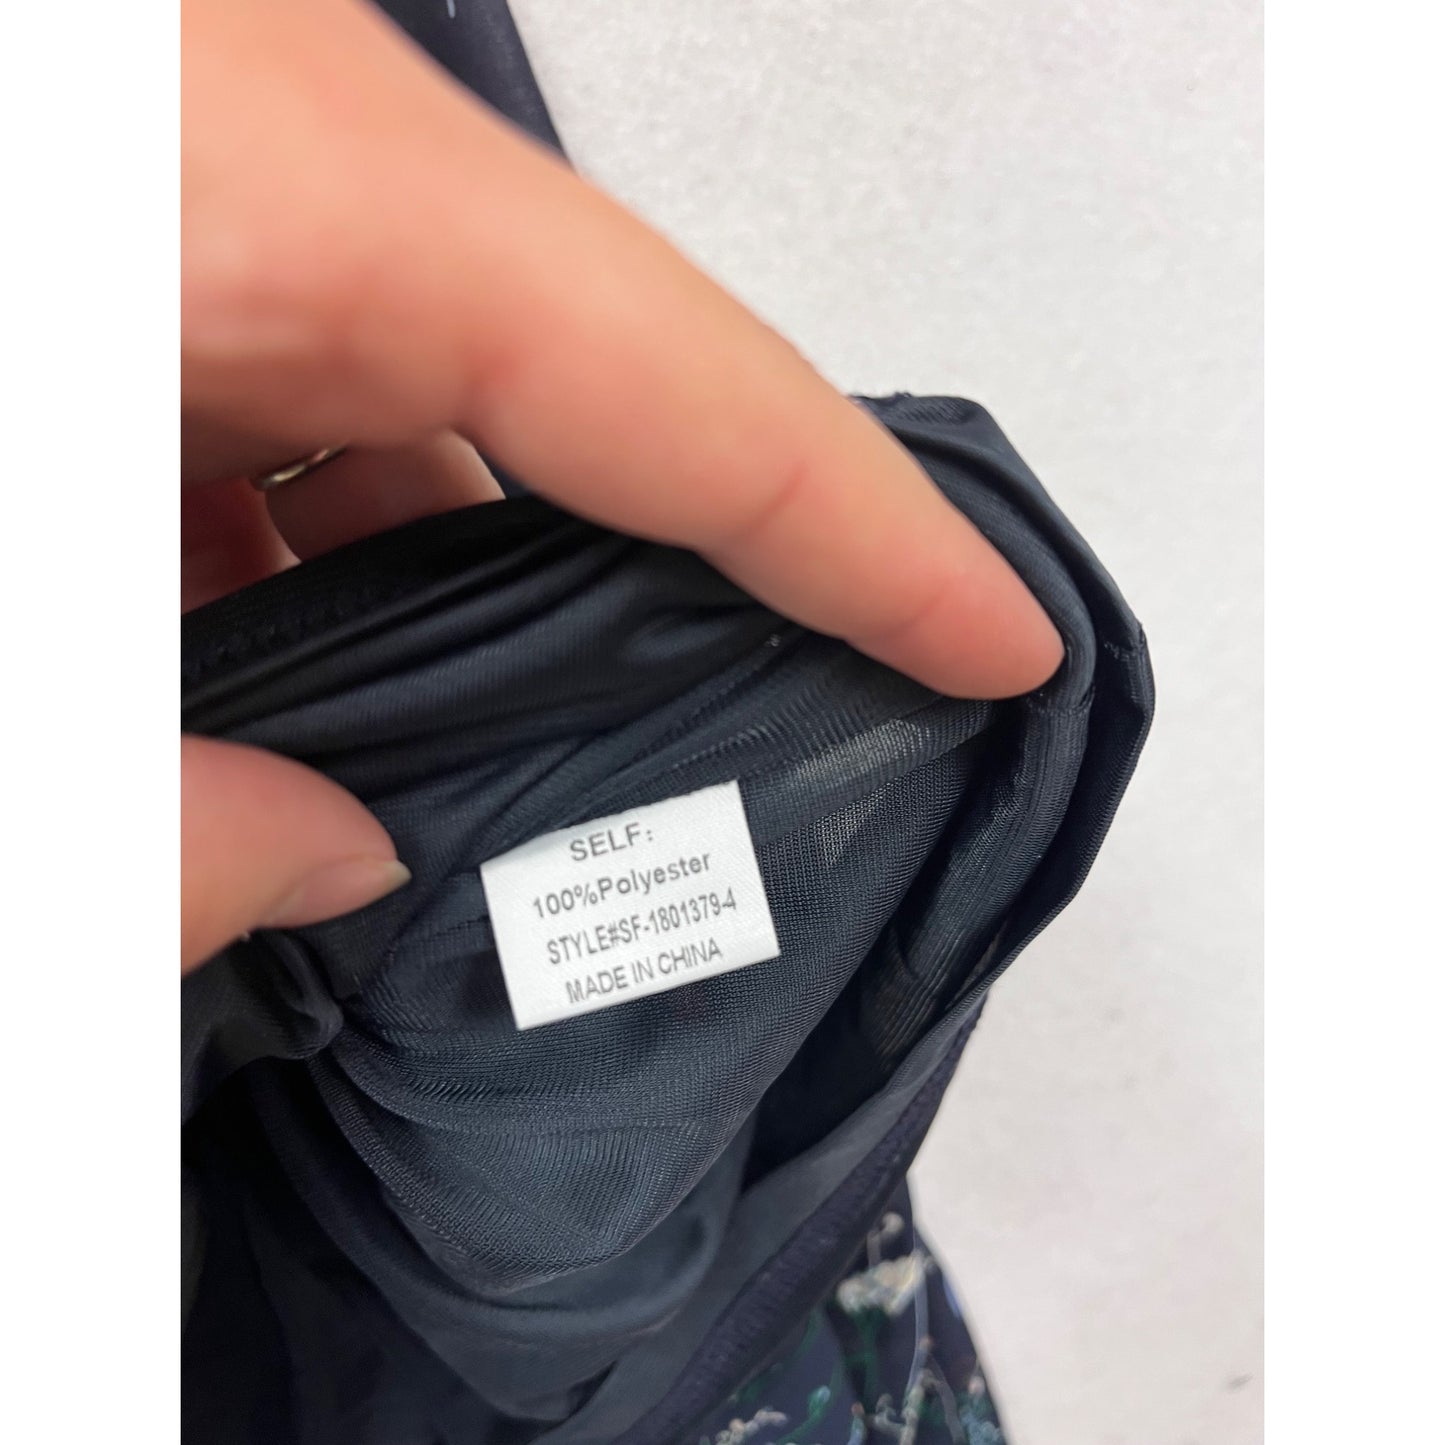 SELF:
100%Polyester
STYLE#SF-1801379-4
MADE IN CHINA